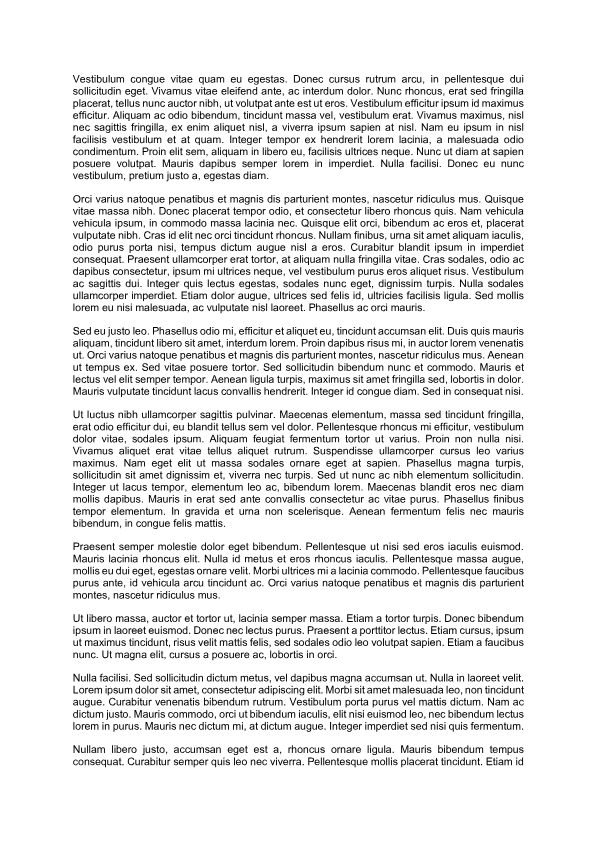 Vestibulum congue vitae quam eu egestas. Donec cursus rutrum arcu, in pellentesque dui
sollicitudin eget. Vivamus vitae eleifend ante, ac interdum dolor. Nunc rhoncus, erat sed fringilla
placerat, tellus nunc auctor nibh, ut volutpat ante est ut eros. Vestibulum efficitur ipsum id maximus
efficitur. Aliquam ac odio bibendum, tincidunt massa vel, vestibulum erat. Vivamus maximus, nisl
nec sagittis fringilla, ex enim aliquet nisl, a viverra ipsum sapien at nisl. Nam eu ipsum in nisl
facilisis vestibulum et at quam. Integer tempor ex hendrerit lorem lacinia, a malesuada odio
condimentum. Proin elit sem, aliquam in libero eu, facilisis ultrices neque. Nunc ut diam at sapien
posuere volutpat. Mauris dapibus semper lorem in imperdiet. Nulla facilisi. Donec eu nunc
vestibulum, pretium justo a, egestas diam.
Orci varius natoque penatibus et magnis dis parturient montes, nascetur ridiculus mus. Quisque
vitae massa nibh. Donec placerat tempor odio, et consectetur libero rhoncus quis. Nam vehicula
vehicula ipsum, in commodo massa lacinia nec. Quisque elit orci, bibendum ac eros et, placerat
vulputate nibh. Cras id elit nec orci tincidunt rhoncus. Nullam finibus, urna sit amet aliquam iaculis,
odio purus porta nisi, tempus dictum augue nisl a eros. Curabitur blandit ipsum in imperdiet
consequat. Praesent ullamcorper erat tortor, at aliquam nulla fringilla vitae. Cras sodales, odio ac
dapibus consectetur, ipsum mi ultrices neque, vel vestibulum purus eros aliquet risus. Vestibulum
ac sagittis dui. Integer quis lectus egestas, sodales nunc eget, dignissim turpis. Nulla sodales
ullamcorper imperdiet. Etiam dolor augue, ultrices sed felis id, ultricies facilisis ligula. Sed mollis
lorem eu nisi malesuada, ac vulputate nisl laoreet. Phasellus ac orci mauris.
Sed eu justo leo. Phasellus odio mi, efficitur et aliquet eu, tincidunt accumsan elit. Duis quis mauris
aliquam, tincidunt libero sit amet, interdum lorem. Proin dapibus risus mi, in auctor lorem venenatis
ut. Orci varius natoque penatibus et magnis dis parturient montes, nascetur ridiculus mus. Aenean
ut tempus ex. Sed vitae posuere tortor. Sed sollicitudin bibendum nunc et commodo. Mauris et
lectus vel elit semper tempor. Aenean ligula turpis, maximus sit amet fringilla sed, lobortis in dolor.
Mauris vulputate tincidunt lacus convallis hendrerit. Integer id congue diam. Sed in consequat nisi.
Ut luctus nibh ullamcorper sagittis pulvinar. Maecenas elementum, massa sed tincidunt fringilla,
erat odio efficitur dui, eu blandit tellus sem vel dolor. Pellentesque rhoncus mi efficitur, vestibulum
dolor vitae, sodales ipsum. Aliquam feugiat fermentum tortor ut varius. Proin non nulla nisi.
Vivamus aliquet erat vitae tellus aliquet rutrum. Suspendisse ullamcorper cursus leo varius
maximus. Nam eget elit ut massa sodales ornare eget at sapien. Phasellus magna turpis,
sollicitudin sit amet dignissim et, viverra nec turpis. Sed ut nunc ac nibh elementum sollicitudin.
Integer ut lacus tempor, elementum leo ac, bibendum lorem. Maecenas blandit eros nec diam
mollis dapibus. Mauris in erat sed ante convallis consectetur ac vitae purus. Phasellus finibus
tempor elementum. In gravida et urna non scelerisque. Aenean fermentum felis nec mauris
bibendum, in congue felis mattis.
Praesent semper molestie dolor eget bibendum. Pellentesque ut nisi sed eros iaculis euismod.
Mauris lacinia rhoncus elit. Nulla id metus et eros rhoncus iaculis. Pellentesque massa augue,
mollis eu dui eget, egestas ornare velit. Morbi ultrices mi a lacinia commodo. Pellentesque faucibus
purus ante, id vehicula arcu tincidunt ac. Orci varius natoque penatibus et magnis dis parturient
montes, nascetur ridiculus mus.
Ut libero massa, auctor et tortor ut, lacinia semper massa. Etiam a tortor turpis. Donec bibendum
ipsum in laoreet euismod. Donec nec lectus purus. Praesent a porttitor lectus. Etiam cursus, ipsum
ut maximus tincidunt, risus velit mattis felis, sed sodales odio leo volutpat sapien. Etiam a faucibus
nunc. Ut magna elit, cursus a posuere ac, lobortis in orci.
Nulla facilisi. Sed sollicitudin dictum metus, vel dapibus magna accumsan ut. Nulla in laoreet velit.
Lorem ipsum dolor sit amet, consectetur adipiscing elit. Morbi sit amet malesuada leo, non tincidunt
augue. Curabitur venenatis bibendum rutrum. Vestibulum porta purus vel mattis dictum. Nam ac
dictum justo. Mauris commodo, orci ut bibendum iaculis, elit nisi euismod leo, nec bibendum lectus
lorem in purus. Mauris nec dictum mi, at dictum augue. Integer imperdiet sed nisi quis fermentum.
Nullam libero justo, accumsan eget est a, rhoncus ornare ligula. Mauris bibendum tempus
consequat. Curabitur semper quis leo nec viverra. Pellentesque mollis placerat tincidunt. Etiam id